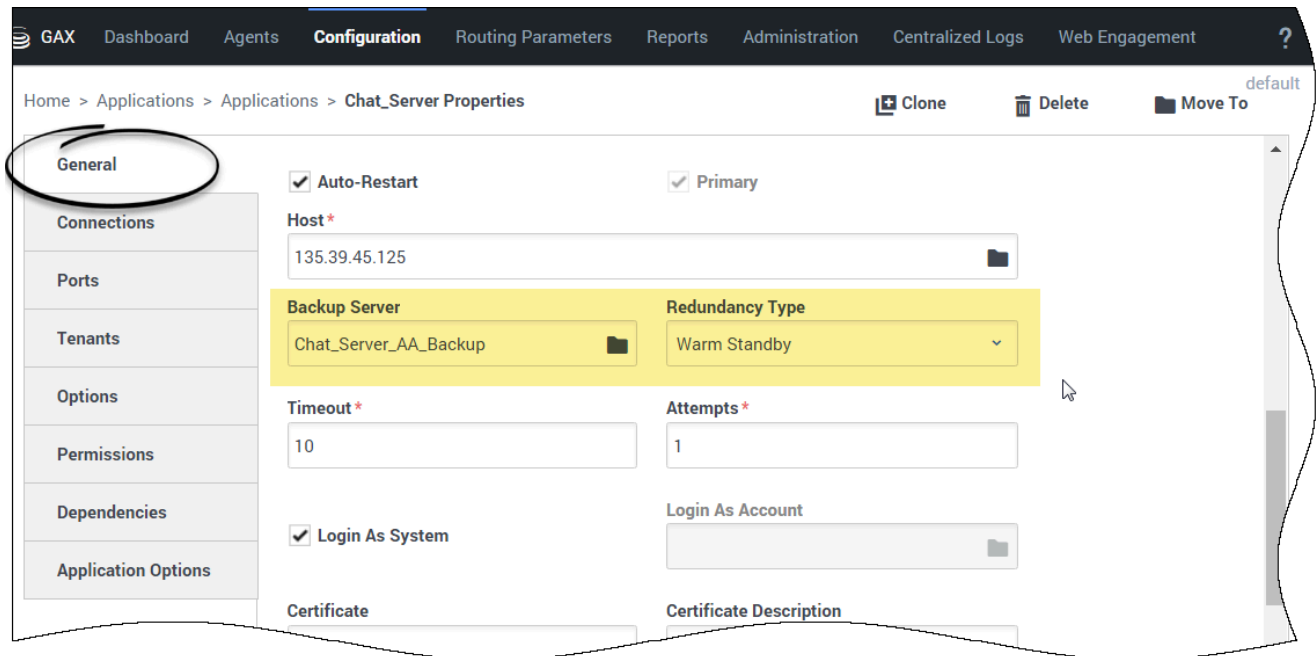 GAX Dashboard Agents Configuration Routing Parameters Reports Administration Centralized Logs Web Engagement ?
default
Home > Applications > Applications > Chat_Server Properties Clone Delete Move To
General
Auto-Restart Primary
Connections
Host *
135.39.45.125
Ports
Backup Server Redundancy Type
Tenants
Chat_Server_AA_Backup Warm Standby
Options
Timeout * Attempts *
10 1
Permissions
Dependencies
Login As Account
Login As System
Application Options
Certificate Certificate Description